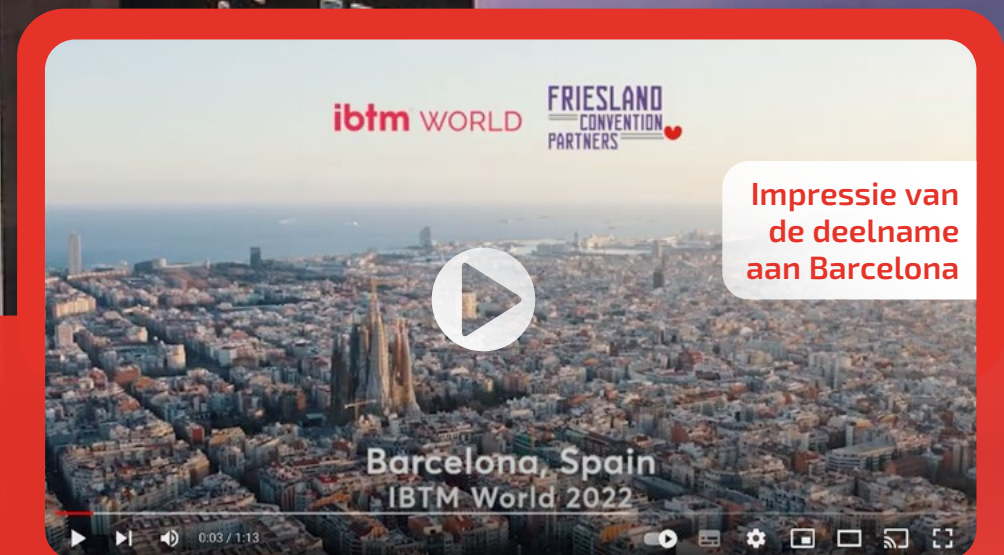 ibtm WORLD
FRIESLAND
CONVENTION
PARTNERS
Impressie van
de deelname
aan Barcelona
Barcelona, Spain
IBTM World 2022
0:03 / 1:13